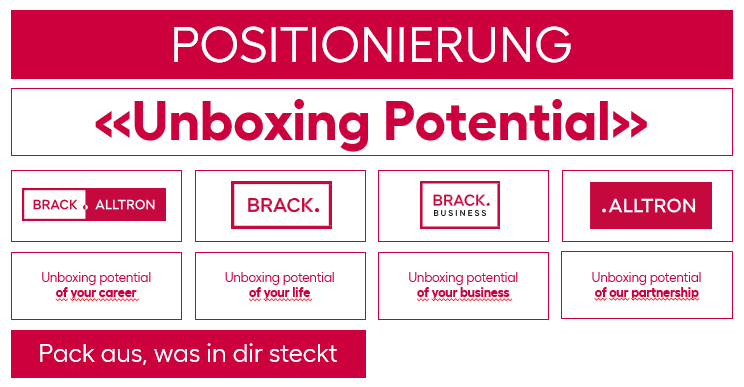 POSITIONIERUNG
«Unboxing Potential»
BRACK. ALLTRON
BRACK.
BRACK.
BUSINESS
.ALLTRON
Unboxing potential
of your career
Unboxing potential
of your life
Unboxing potential
of your business
Unboxing potential
of our partnership
Pack aus, was in dir steckt